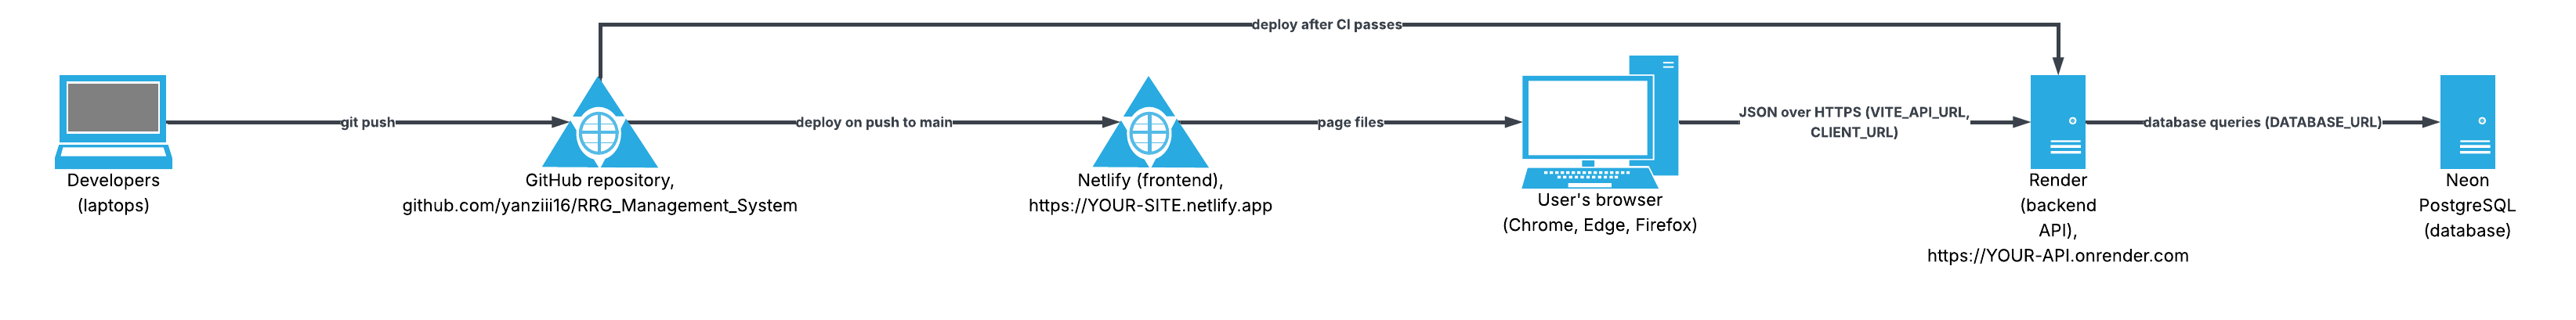 deploy after CI passes
git push
deploy on push to main
page files
JSON over HTTPS (VITE_API_URL,
CLIENT_URL)
database queries (DATABASE_URL)
Developers
(laptops)
GitHub repository,
github.com/yanziii16/RRG_Management_System
Netlify (frontend),
https://YOUR-SITE.netlify.app
User's browser
(Chrome, Edge, Firefox)
Render
(backend
API),
https://YOUR-API.onrender.com
Neon
PostgreSQL
(database)